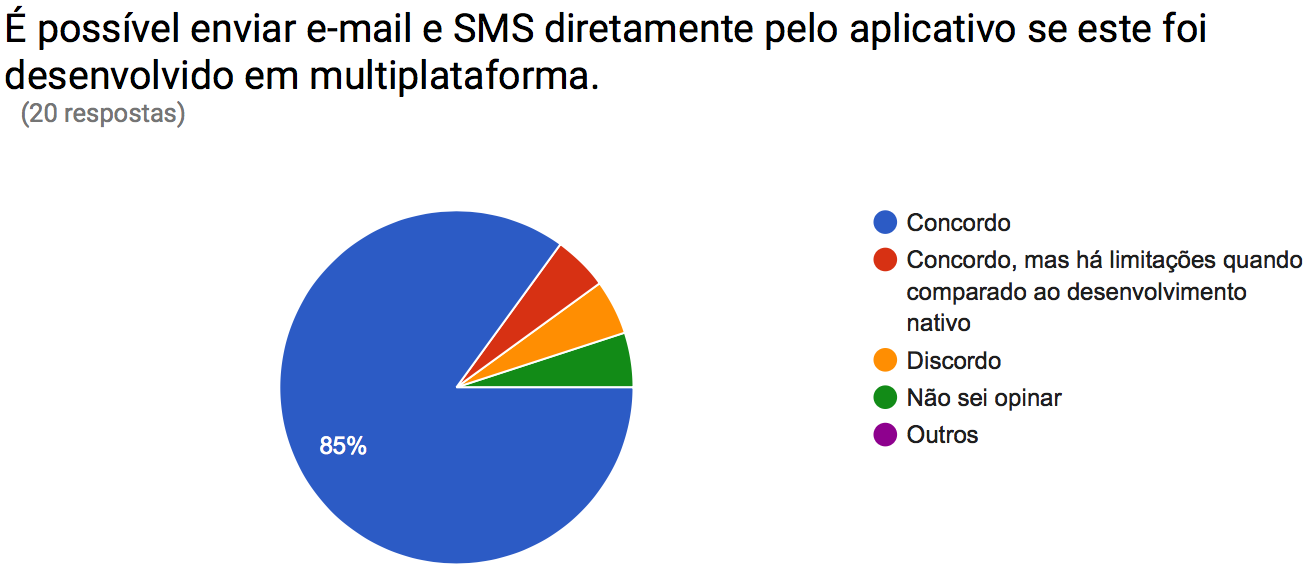 É possível enviar e-mail e SMS diretamente pelo aplicativo se este foi
desenvolvido em multiplataforma.
(20 respostas)
Concordo
Concordo, mas há limitações quando
comparado ao desenvolvimento
nativo
Discordo
Não sei opinar
Outros
85%